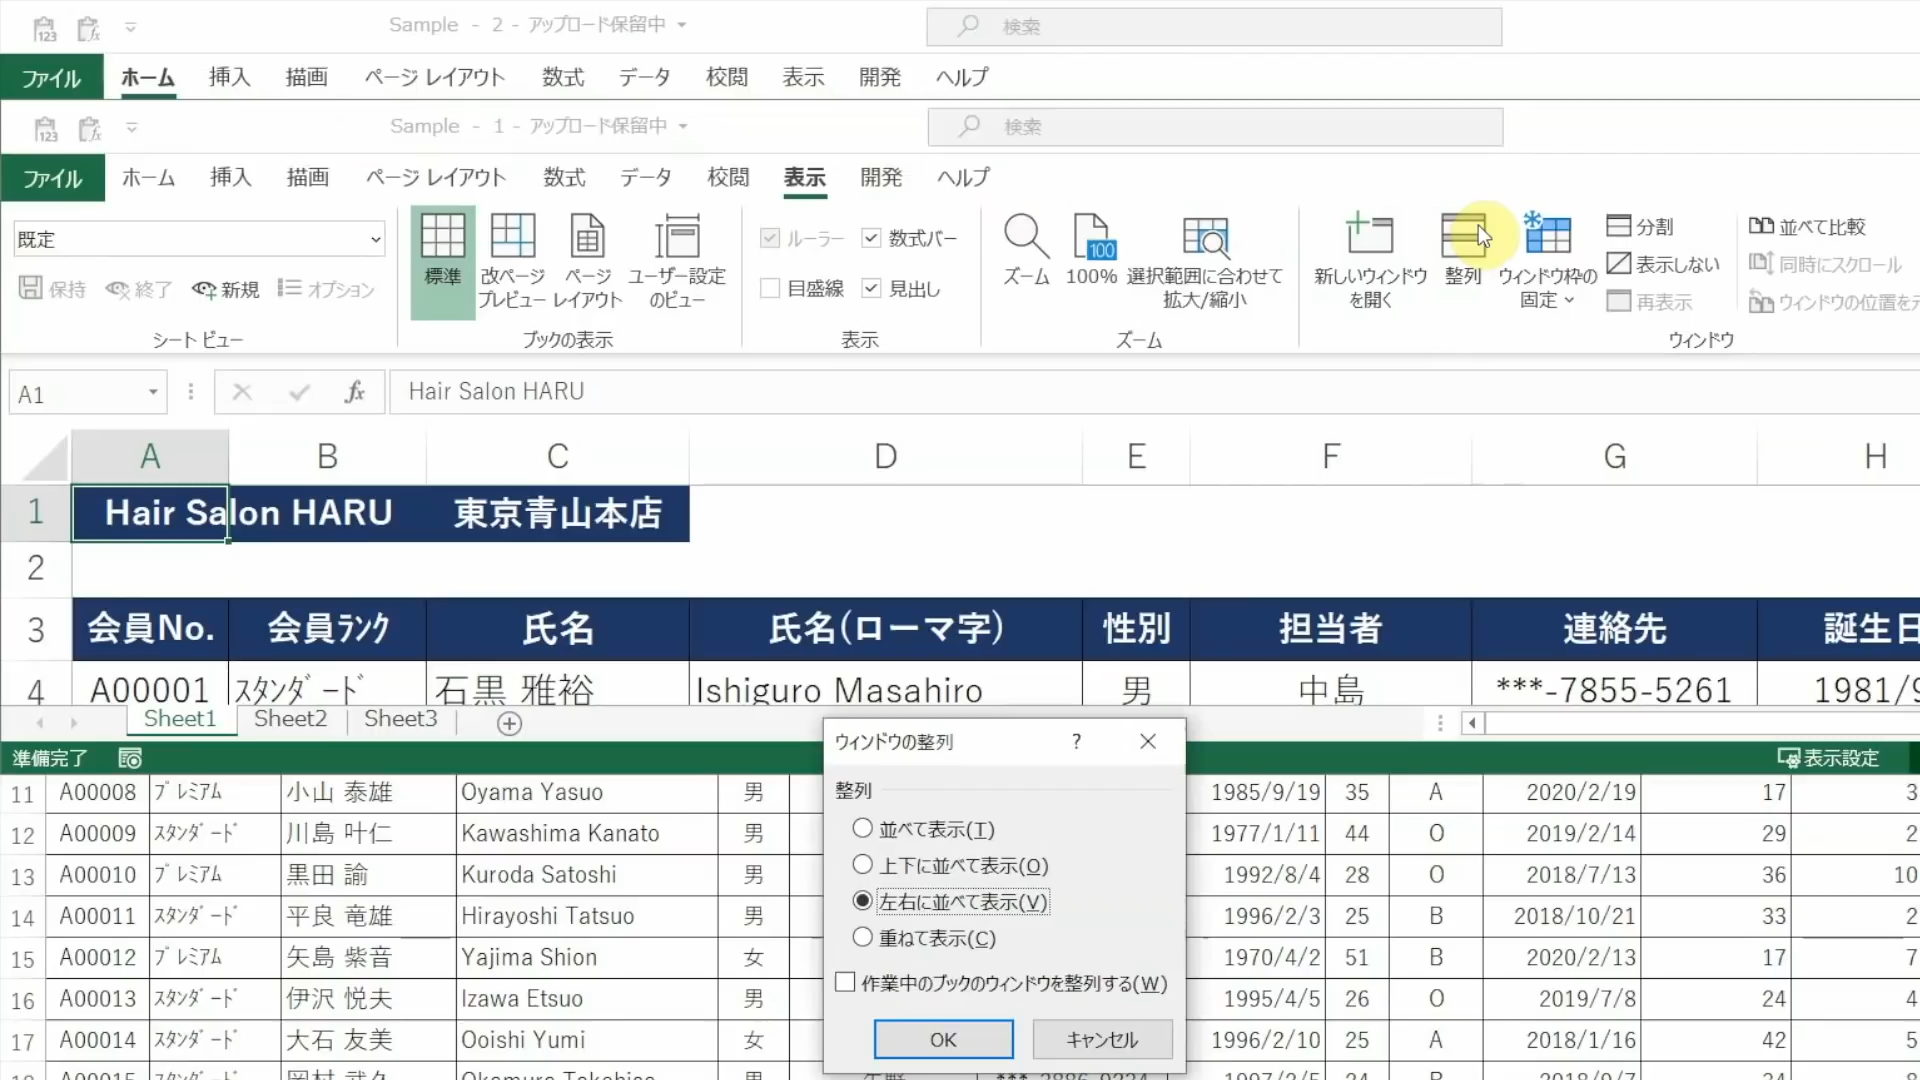 Sample - 2 - アップロード保留中
検索
ファイル ホーム 挿入 描画 ページ レイアウト 数式 データ 校閲 表示 開発 ヘルプ
Sample - 1 - アップロード保留中
検索
ファイル ホーム 挿入 描画 ページ レイアウト 数式 データ 校閲 表示 開発 ヘルプ
既定
保持 終了 新規 オプション
シート ビュー
標準
改ページ
プレビュー
ページ
レイアウト
ユーザー設定
のビュー
ブックの表示
ルーラー 数式バー
目盛線 見出し
表示
ズーム
100
100%
選択範囲に合わせて
拡大/縮小
ズーム
新しいウィンドウ
を開く
整列
ウィンドウ枠の
固定
分割
表示しない
再表示
並べて比較
同時にスクロール
ウィンドウの位置を
ウィンドウ
A1 fx Hair Salon HARU
A B C D E F G H
1 Hair Salon HARU 東京青山本店
2
3 会員No. 会員ﾗﾝｸ 氏名 氏名(ローマ字) 性別 担当者 連絡先 誕生日
4 A00001 ｽﾀﾝﾀﾞｰﾄﾞ 石黒 雅裕 Ishiguro Masahiro 男 中島 ***-7855-5261 1981/9
Sheet1 Sheet2 Sheet3
準備完了 表示設定
11 A00008 ﾌﾟﾚﾐｱﾑ 小山 泰雄 Oyama Yasuo 男 1985/9/19 35 A 2020/2/19 17 3
12 A00009 ｽﾀﾝﾀﾞｰﾄﾞ 川島 叶仁 Kawashima Kanato 男 1977/1/11 44 O 2019/2/14 29 2
13 A00010 ﾌﾟﾚﾐｱﾑ 黒田 諭 Kuroda Satoshi 男 1992/8/4 28 O 2018/7/13 36 10
14 A00011 ｽﾀﾝﾀﾞｰﾄﾞ 平良 竜雄 Hirayoshi Tatsuo 男 1996/2/3 25 B 2018/10/21 33 2
15 A00012 ﾌﾟﾚﾐｱﾑ 矢島 紫音 Yajima Shion 女 1970/4/2 51 B 2020/2/13 17 7
16 A00013 ｽﾀﾝﾀﾞｰﾄﾞ 伊沢 悦夫 Izawa Etsuo 男 1995/4/5 26 O 2019/7/8 24 4
17 A00014 ｽﾀﾝﾀﾞｰﾄﾞ 大石 友美 Ooishi Yumi 女 1996/2/10 25 A 2018/1/16 42 5
ウィンドウの整列 ?
整列
並べて表示(T)
上下に並べて表示(O)
左右に並べて表示(V)
重ねて表示(C)
作業中のブックのウィンドウを整列する(W)
OK キャンセル